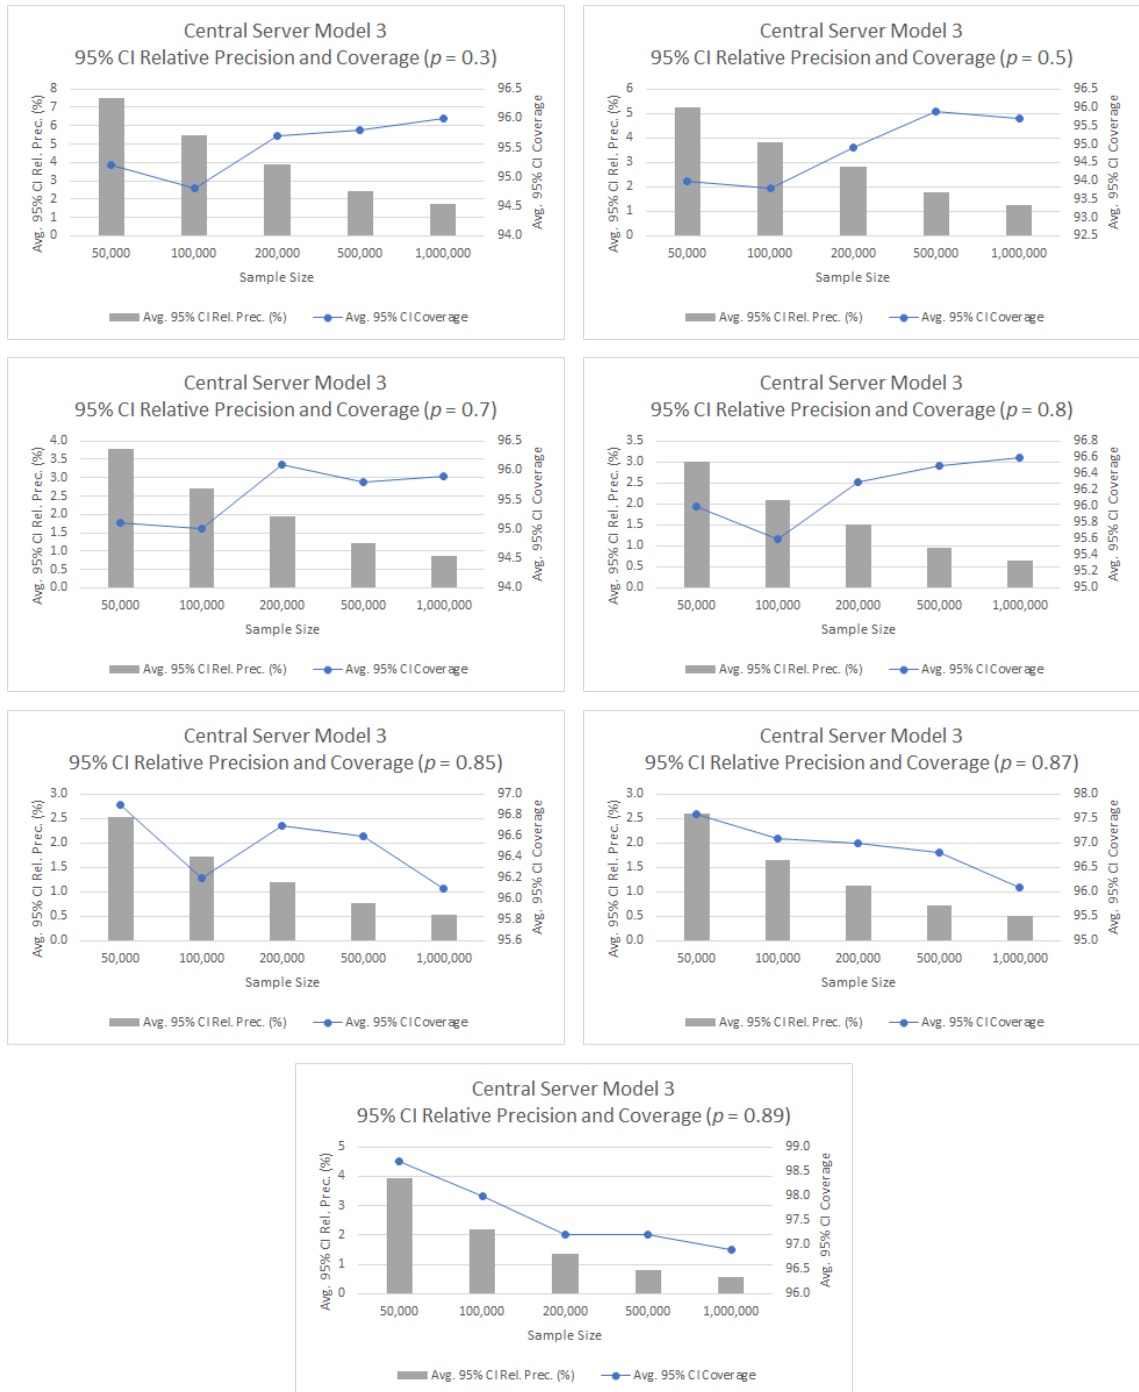 Central Server Model 3
95% CI Relative Precision and Coverage (p = 0.3)
Avg. 95% CI Rel. Prec. (%)
8
7
6
5
4
3
2
1
0
96.5
96.0
95.5
95.0
94.5
94.0
Avg. 95% CI Coverage
50,000 100,000 200,000 500,000 1,000,000
Sample Size
Avg. 95% CI Rel. Prec. (%) Avg. 95% CI Coverage
Central Server Model 3
95% CI Relative Precision and Coverage (p = 0.5)
Avg. 95% CI Rel. Prec. (%)
6
5
4
3
2
1
0
96.5
96.0
95.5
95.0
94.5
94.0
93.5
93.0
92.5
Avg. 95% CI Coverage
50,000 100,000 200,000 500,000 1,000,000
Sample Size
Avg. 95% CI Rel. Prec. (%) Avg. 95% CI Coverage
Central Server Model 3
95% CI Relative Precision and Coverage (p = 0.7)
Avg. 95% CI Rel. Prec. (%)
4.0
3.5
3.0
2.5
2.0
1.5
1.0
0.5
0.0
96.5
96.0
95.5
95.0
94.5
94.0
Avg. 95% CI Coverage
50,000 100,000 200,000 500,000 1,000,000
Sample Size
Avg. 95% CI Rel. Prec. (%) Avg. 95% CI Coverage
Central Server Model 3
95% CI Relative Precision and Coverage (p = 0.8)
Avg. 95% CI Rel. Prec. (%)
3.5
3.0
2.5
2.0
1.5
1.0
0.5
0.0
96.8
96.6
96.4
96.2
96.0
95.8
95.6
95.4
95.2
95.0
Avg. 95% CI Coverage
50,000 100,000 200,000 500,000 1,000,000
Sample Size
Avg. 95% CI Rel. Prec. (%) Avg. 95% CI Coverage
Central Server Model 3
95% CI Relative Precision and Coverage (p = 0.85)
Avg. 95% CI Rel. Prec. (%)
3.0
2.5
2.0
1.5
1.0
0.5
0.0
97.0
96.8
96.6
96.4
96.2
96.0
95.8
95.6
Avg. 95% CI Coverage
50,000 100,000 200,000 500,000 1,000,000
Sample Size
Avg. 95% CI Rel. Prec. (%) Avg. 95% CI Coverage
Central Server Model 3
95% CI Relative Precision and Coverage (p = 0.87)
Avg. 95% CI Rel. Prec. (%)
3.0
2.5
2.0
1.5
1.0
0.5
0.0
98.0
97.5
97.0
96.5
96.0
95.5
95.0
Avg. 95% CI Coverage
50,000 100,000 200,000 500,000 1,000,000
Sample Size
Avg. 95% CI Rel. Prec. (%) Avg. 95% CI Coverage
Central Server Model 3
95% CI Relative Precision and Coverage (p = 0.89)
Avg. 95% CI Rel. Prec. (%)
5
4
3
2
1
0
99.0
98.5
98.0
97.5
97.0
96.5
96.0
Avg. 95% CI Coverage
50,000 100,000 200,000 500,000 1,000,000
Sample Size
Avg. 95% CI Rel. Prec. (%) Avg. 95% CI Coverage